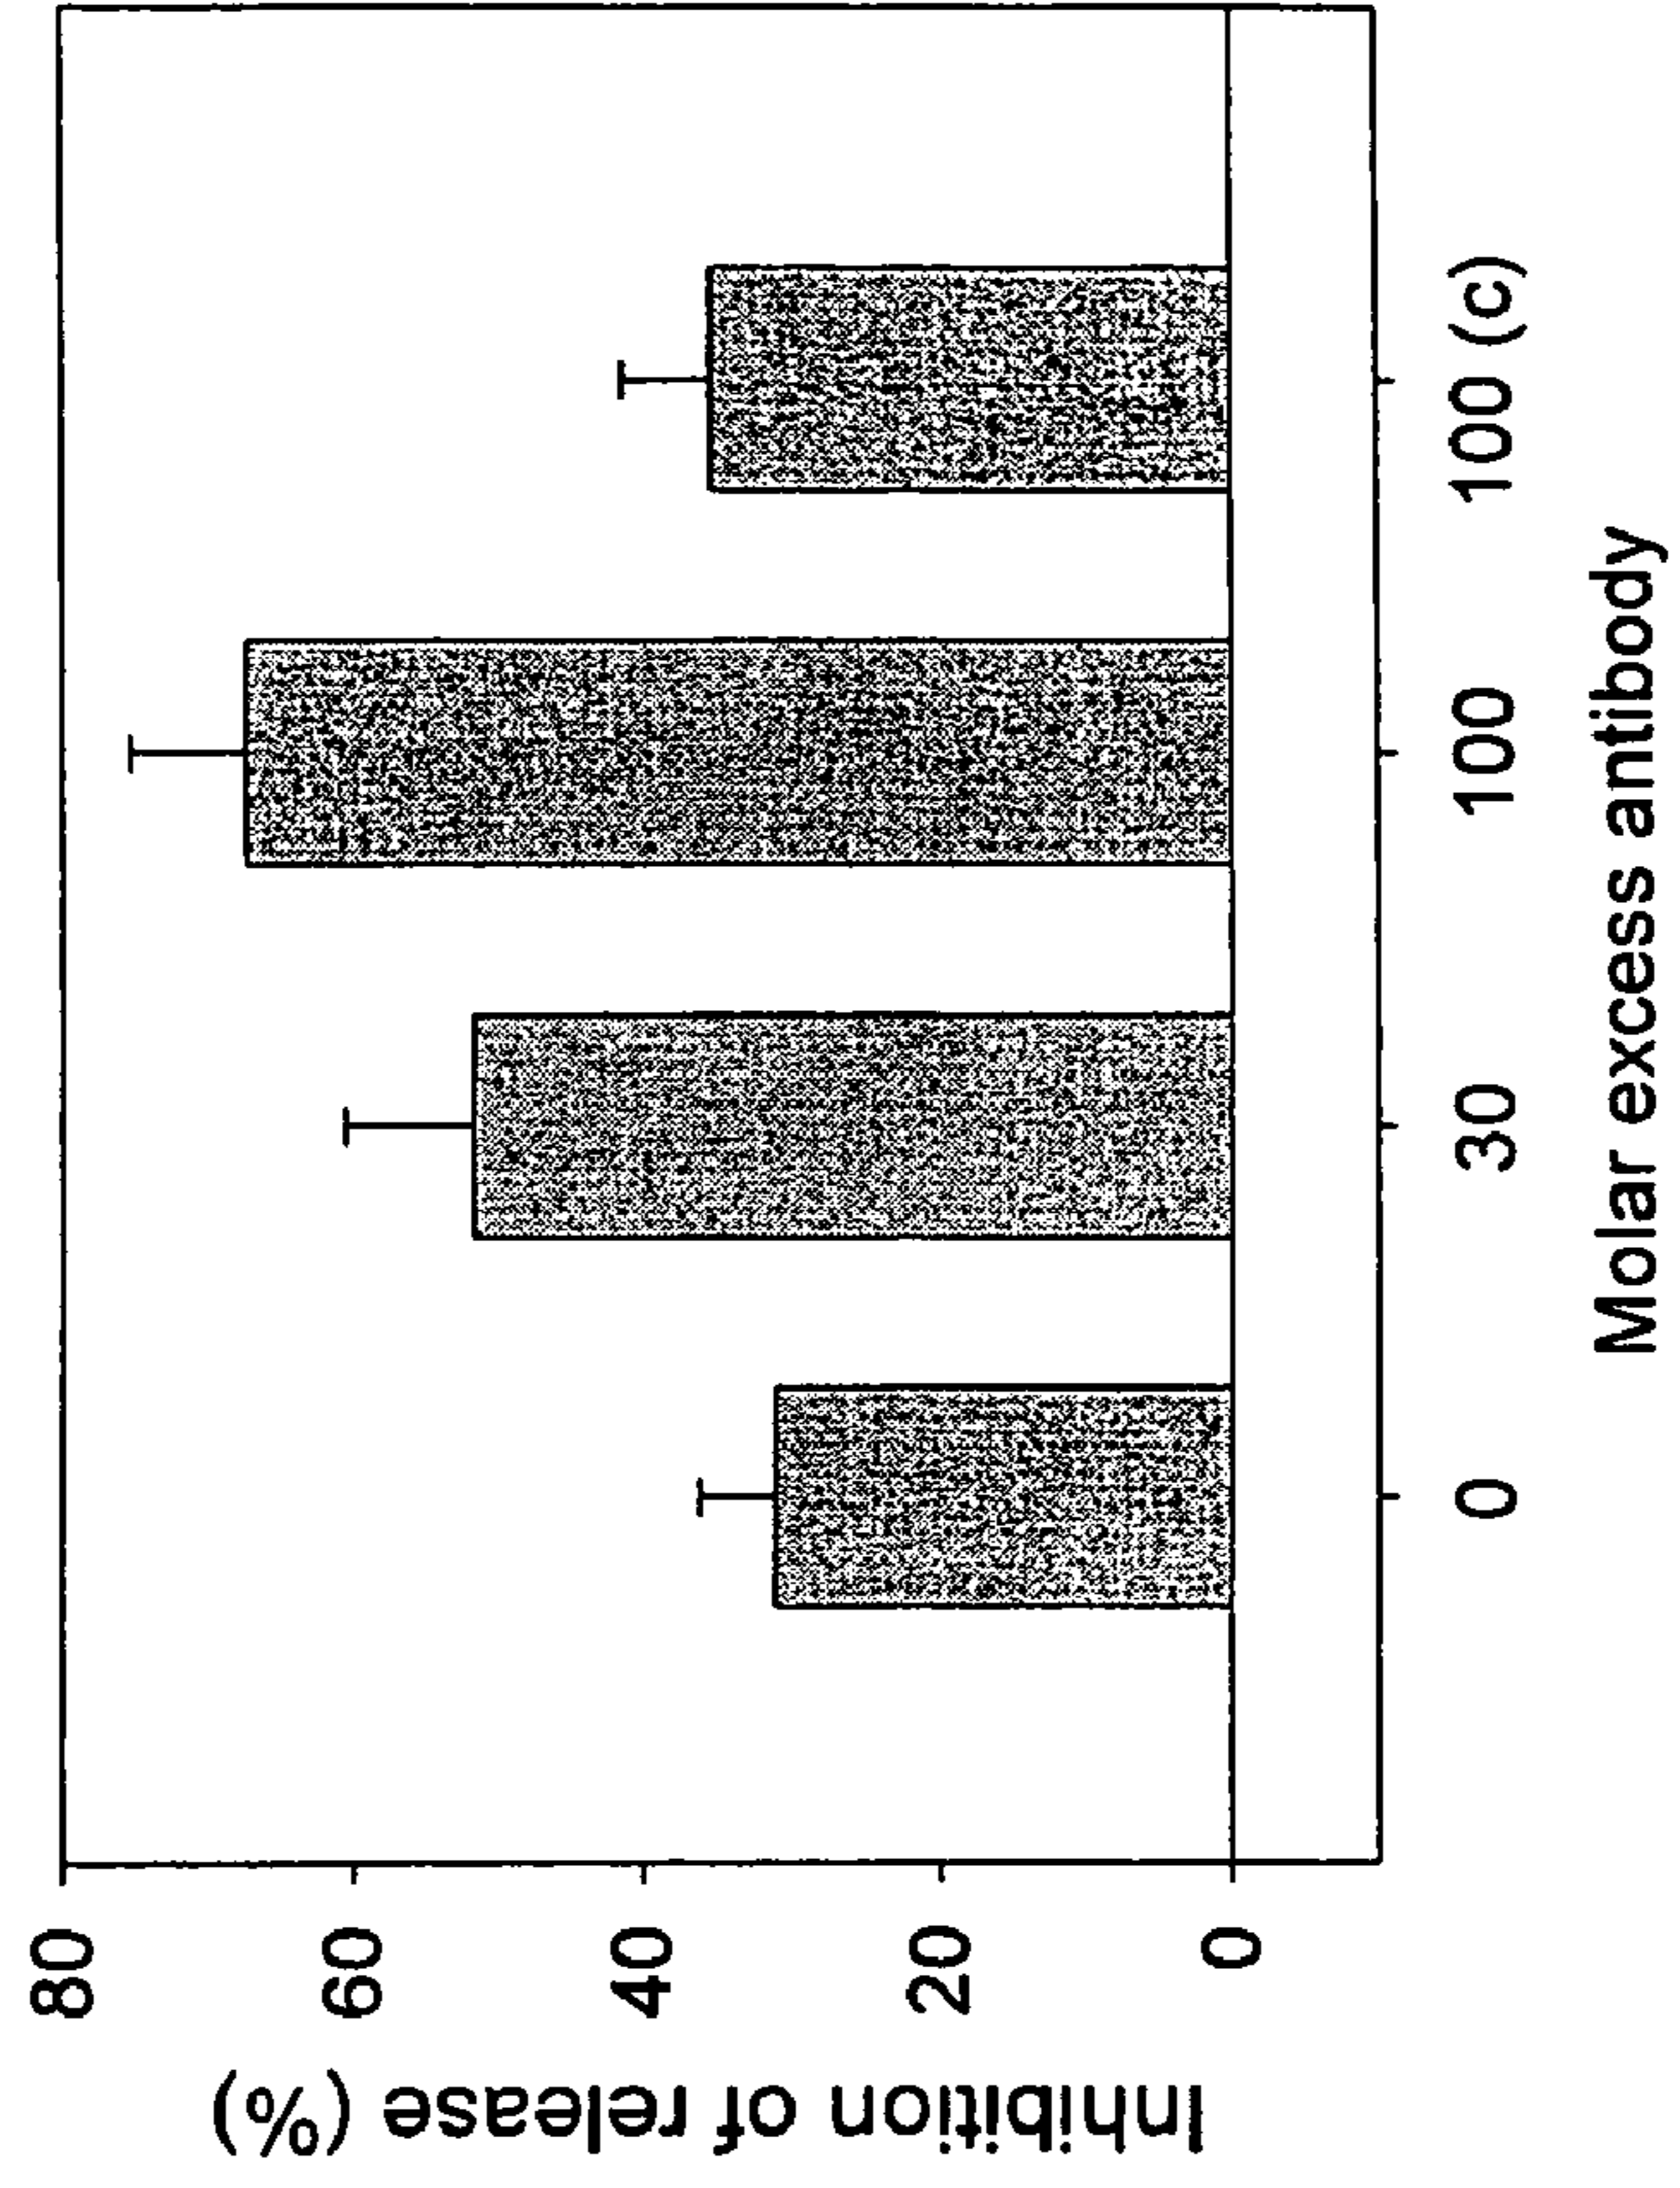 Inhibition of release (%)
80
60
40
20
0
0 30 100 100 (c)
Molar excess antibody